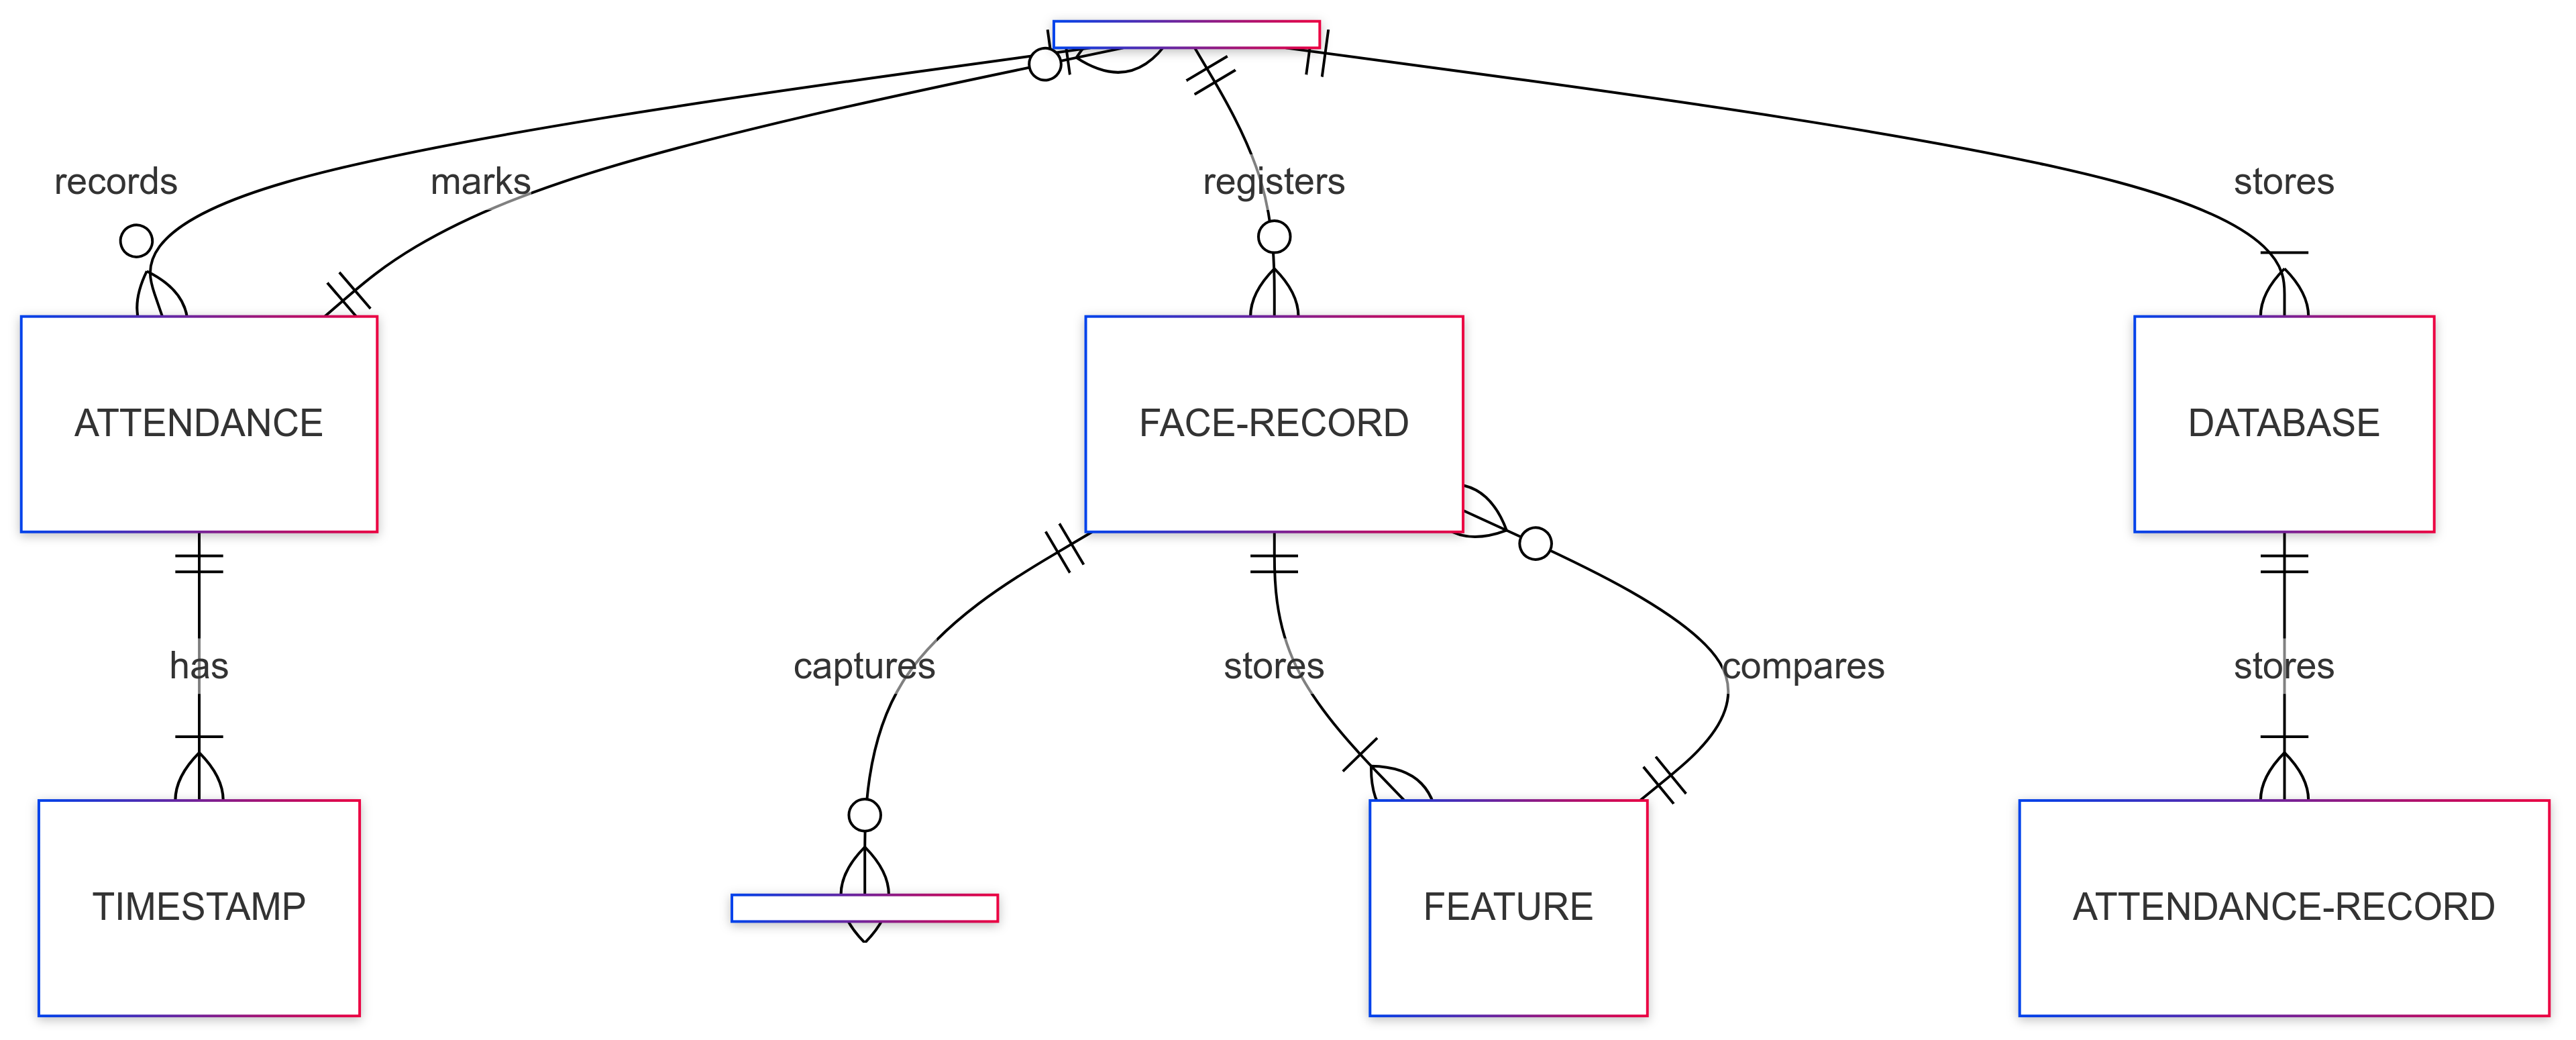 records
marks
registers
stores
ATTENDANCE
FACE-RECORD
DATABASE
has
captures
stores
compares
stores
TIMESTAMP
FEATURE
ATTENDANCE-RECORD